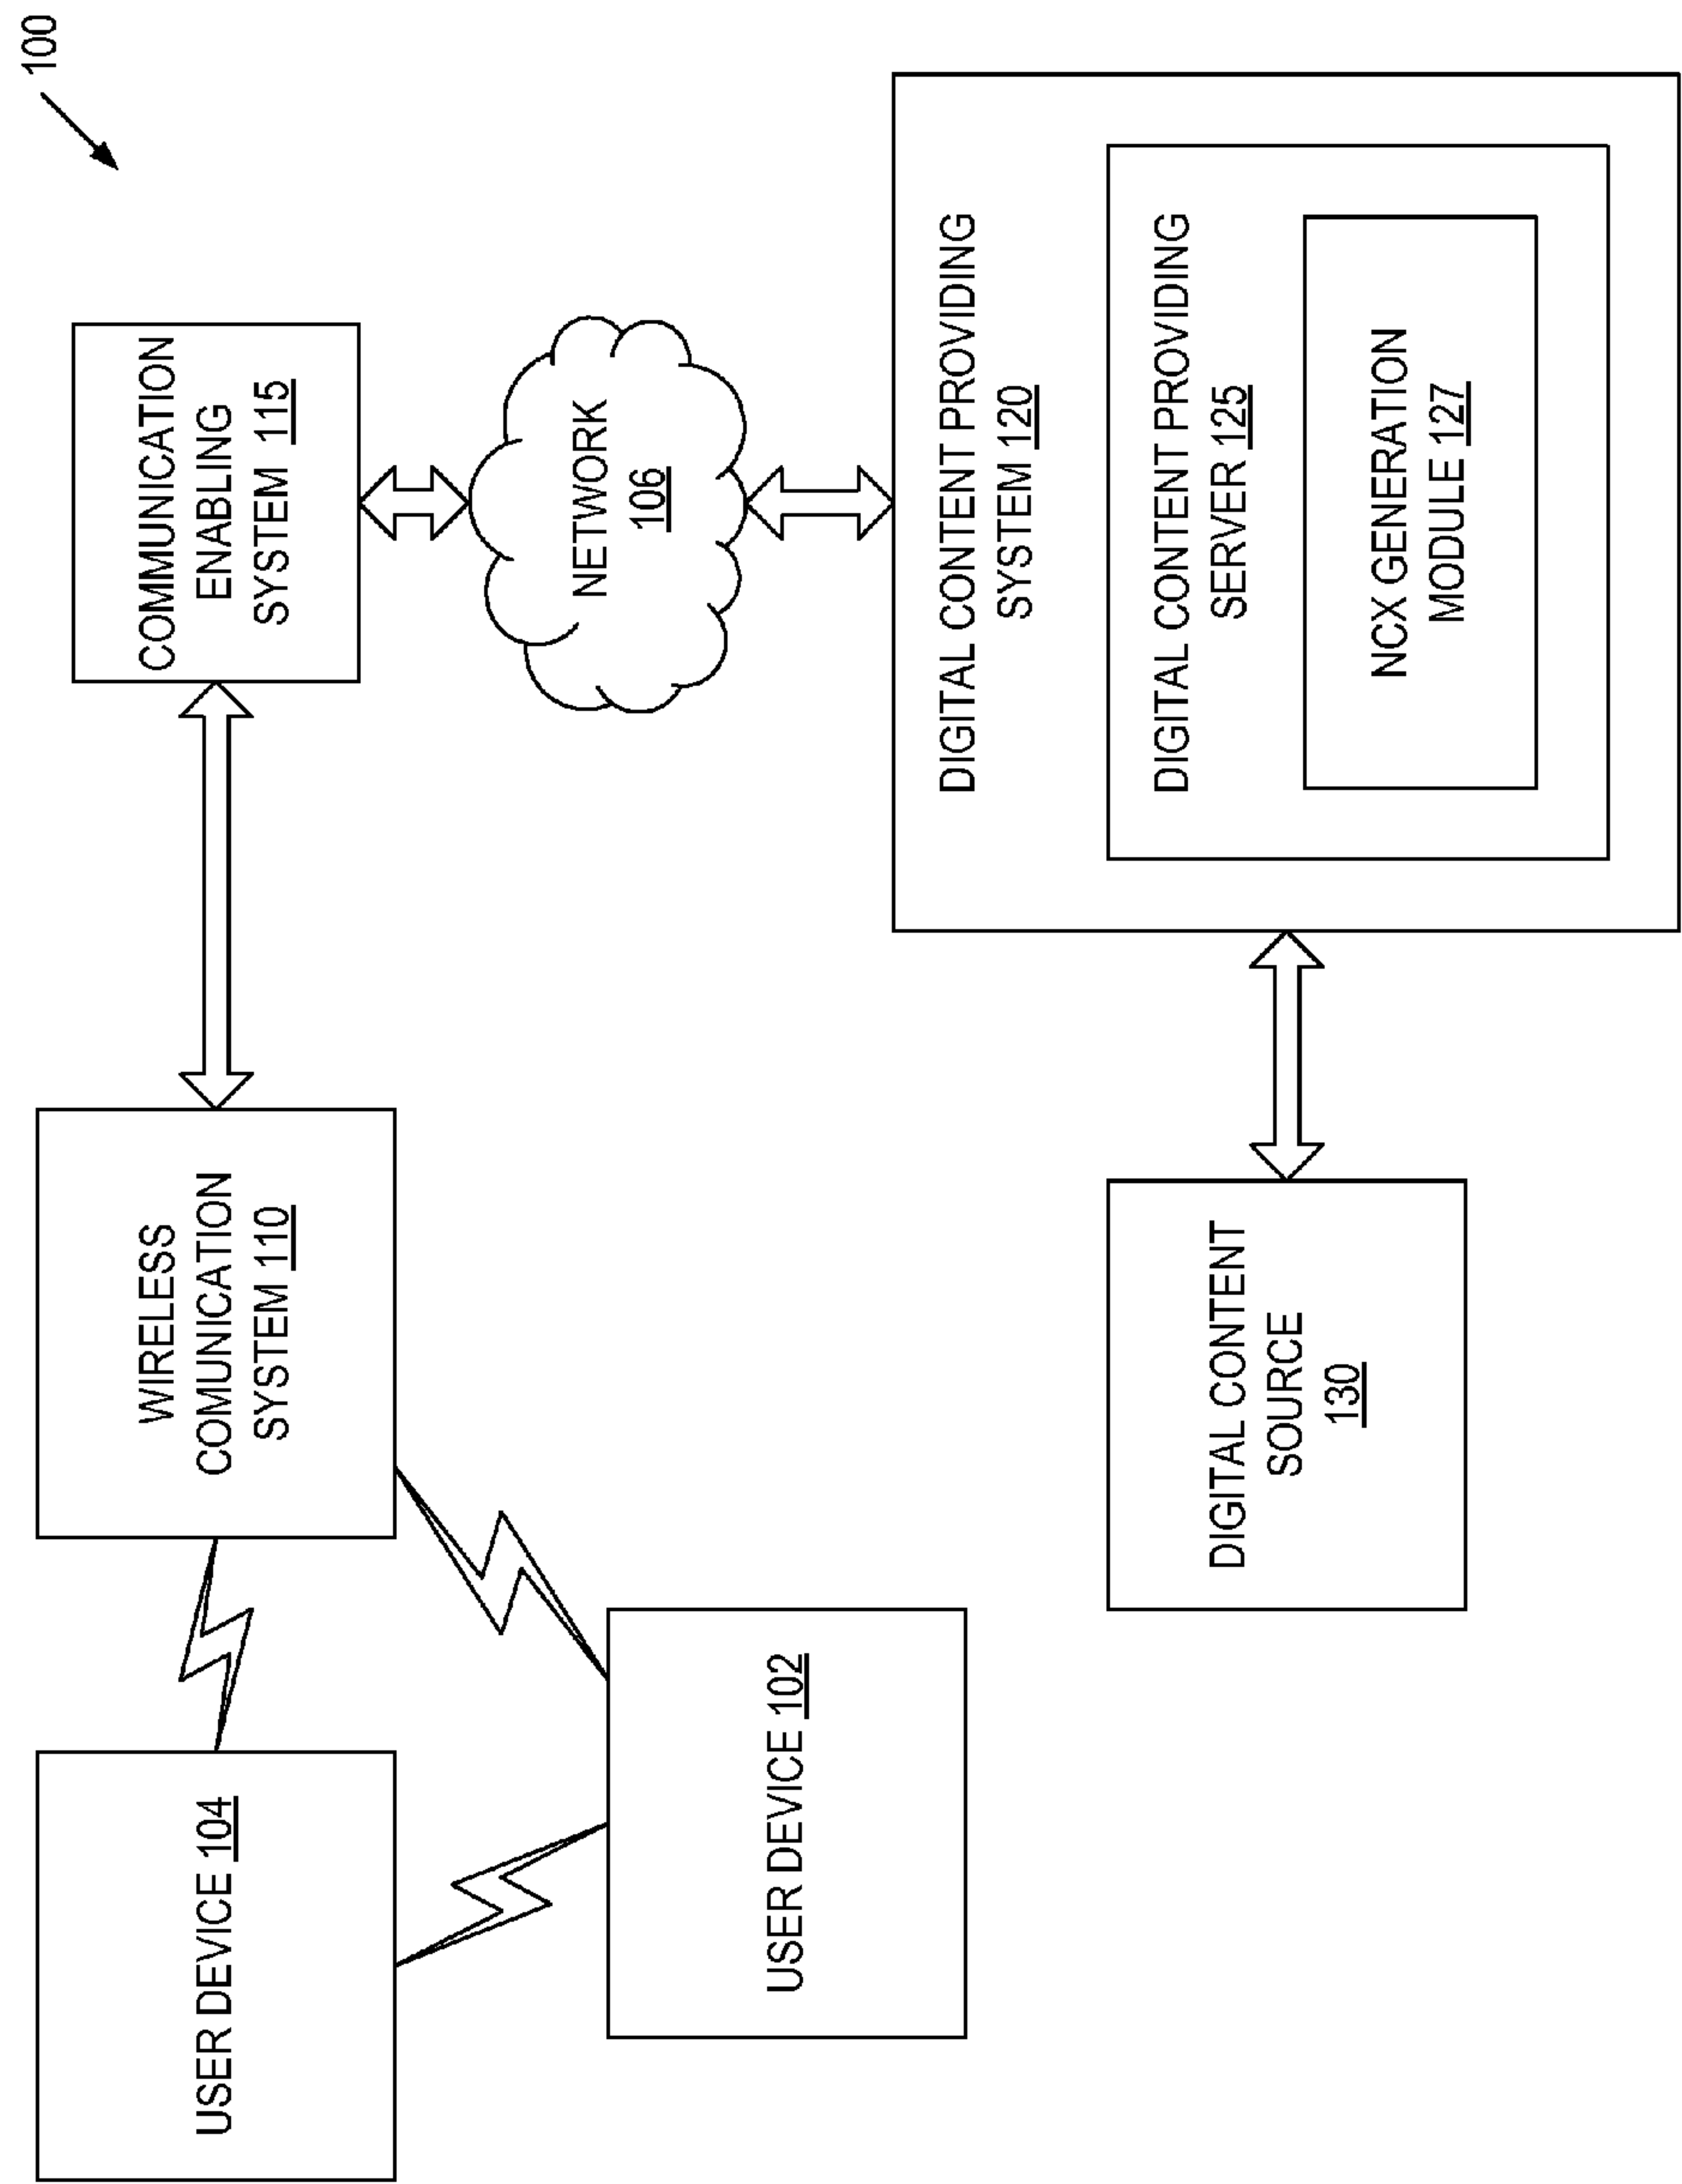 100
USER DEVICE 104
WIRELESS
COMUNICATION
SYSTEM 110
COMMUNICATION
ENABLING
SYSTEM 115
USER DEVICE 102
NETWORK
106
DIGITAL CONTENT
SOURCE
130
DIGITAL CONTENT PROVIDING
SYSTEM 120
DIGITAL CONTENT PROVIDING
SERVER 125
NCX GENERATION
MODULE 127